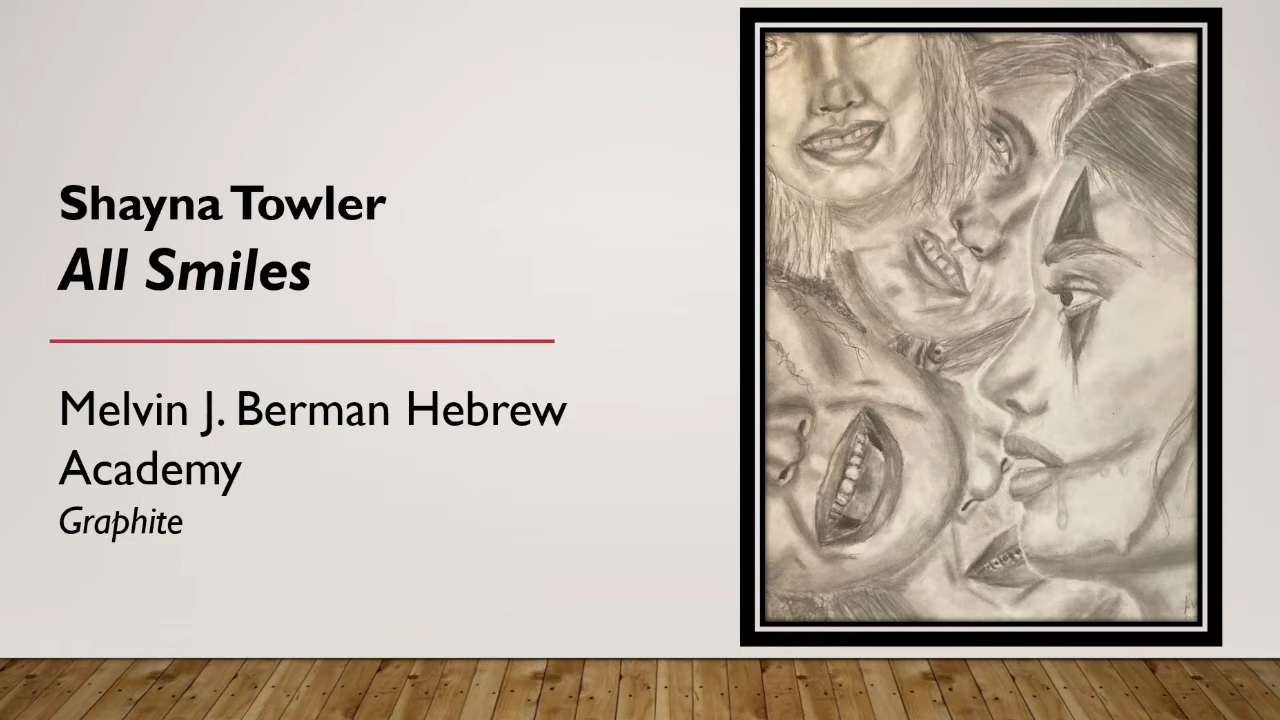 Shayna Towler
All Smiles
Melvin J. Berman Hebrew
Academy
Graphite